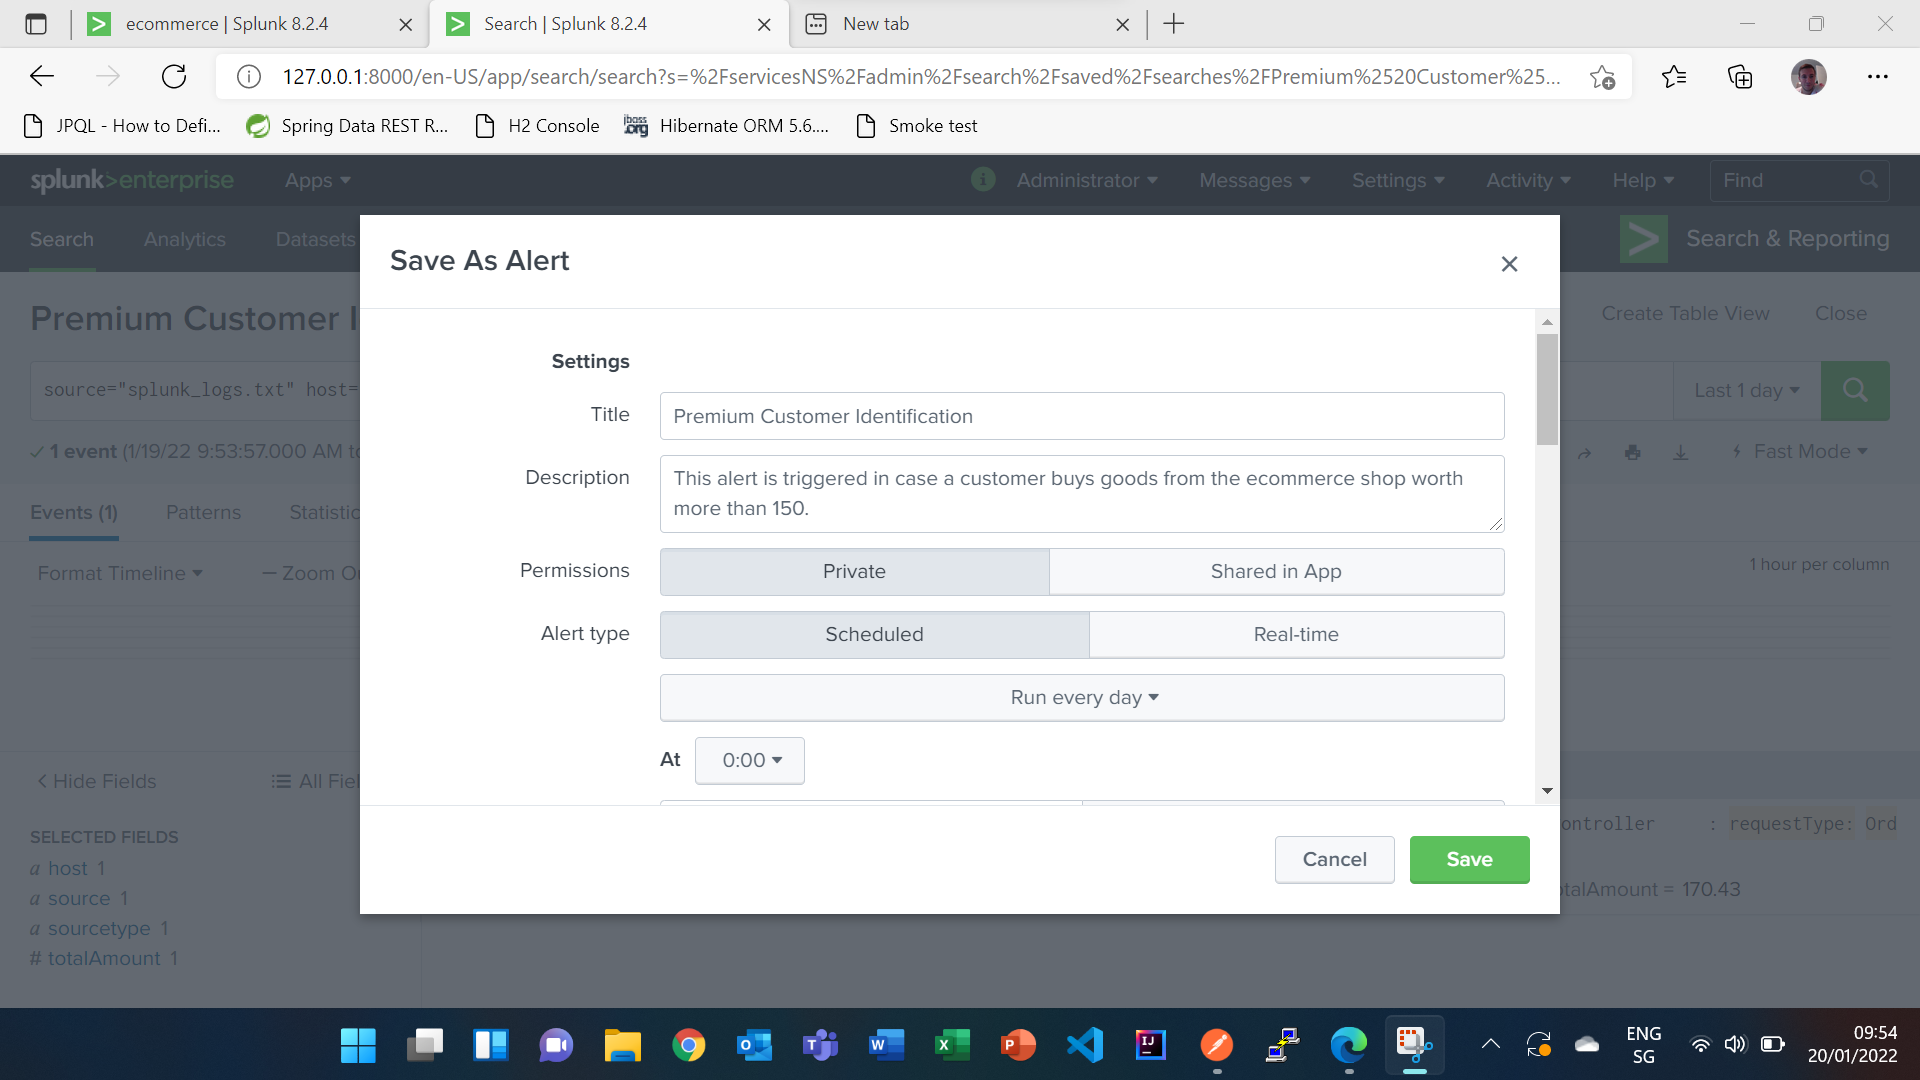 ecommerce | Splunk 8.2.4
Search | Splunk 8.2.4
New tab
127.0.0.1:8000/en-US/app/search/search?s=%2FservicesNS%2Fadmin%2Fsearch%2Fsaved%2Fsearches%2FPremium%2520Customer%25...
JPQL - How to Defi...
Spring Data REST R...
H2 Console
Hibernate ORM 5.6....
Smoke test
splunk>enterprise
Apps
Administrator
Messages
Settings
Activity
Help
Find
Search
Analytics
Datasets
Search & Reporting
Save As Alert
Premium Customer I
Create Table View
Close
source="splunk_logs.txt" host=
Last 1 day
1 event (1/19/22 9:53:57.000 AM to
Fast Mode
Events (1)
Patterns
Statistic
Format Timeline
— Zoom Ou
1 hour per column
Settings
Title
Premium Customer Identification
Description
This alert is triggered in case a customer buys goods from the ecommerce shop worth
more than 150.
Permissions
Private
Shared in App
Alert type
Scheduled
Real-time
Run every day
At
0:00
Hide Fields
All Fiel
SELECTED FIELDS
a host 1
a source 1
a sourcetype 1
# totalAmount 1
ontroller : requestType: Ord
otalAmount = 170.43
Cancel
Save
ENG
SG
09:54
20/01/2022